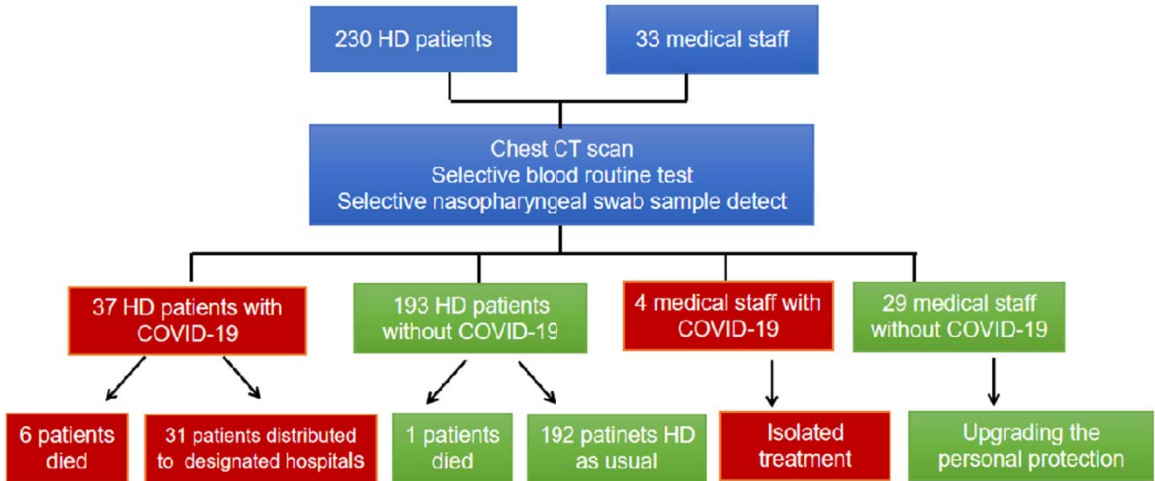 230 HD patients
33 medical staff
Chest CT scan
Selective blood routine test
Selective nasopharyngeal swab sample detect
37 HD patients with
COVID-19
193 HD patients
without COVID-19
4 medical staff with
COVID-19
29 medical staff
without COVID-19
6 patients
died
31 patients distributed
to designated hospitals
1 patients
died
192 patinets HD
as usual
Isolated
treatment
Upgrading the
personal protection